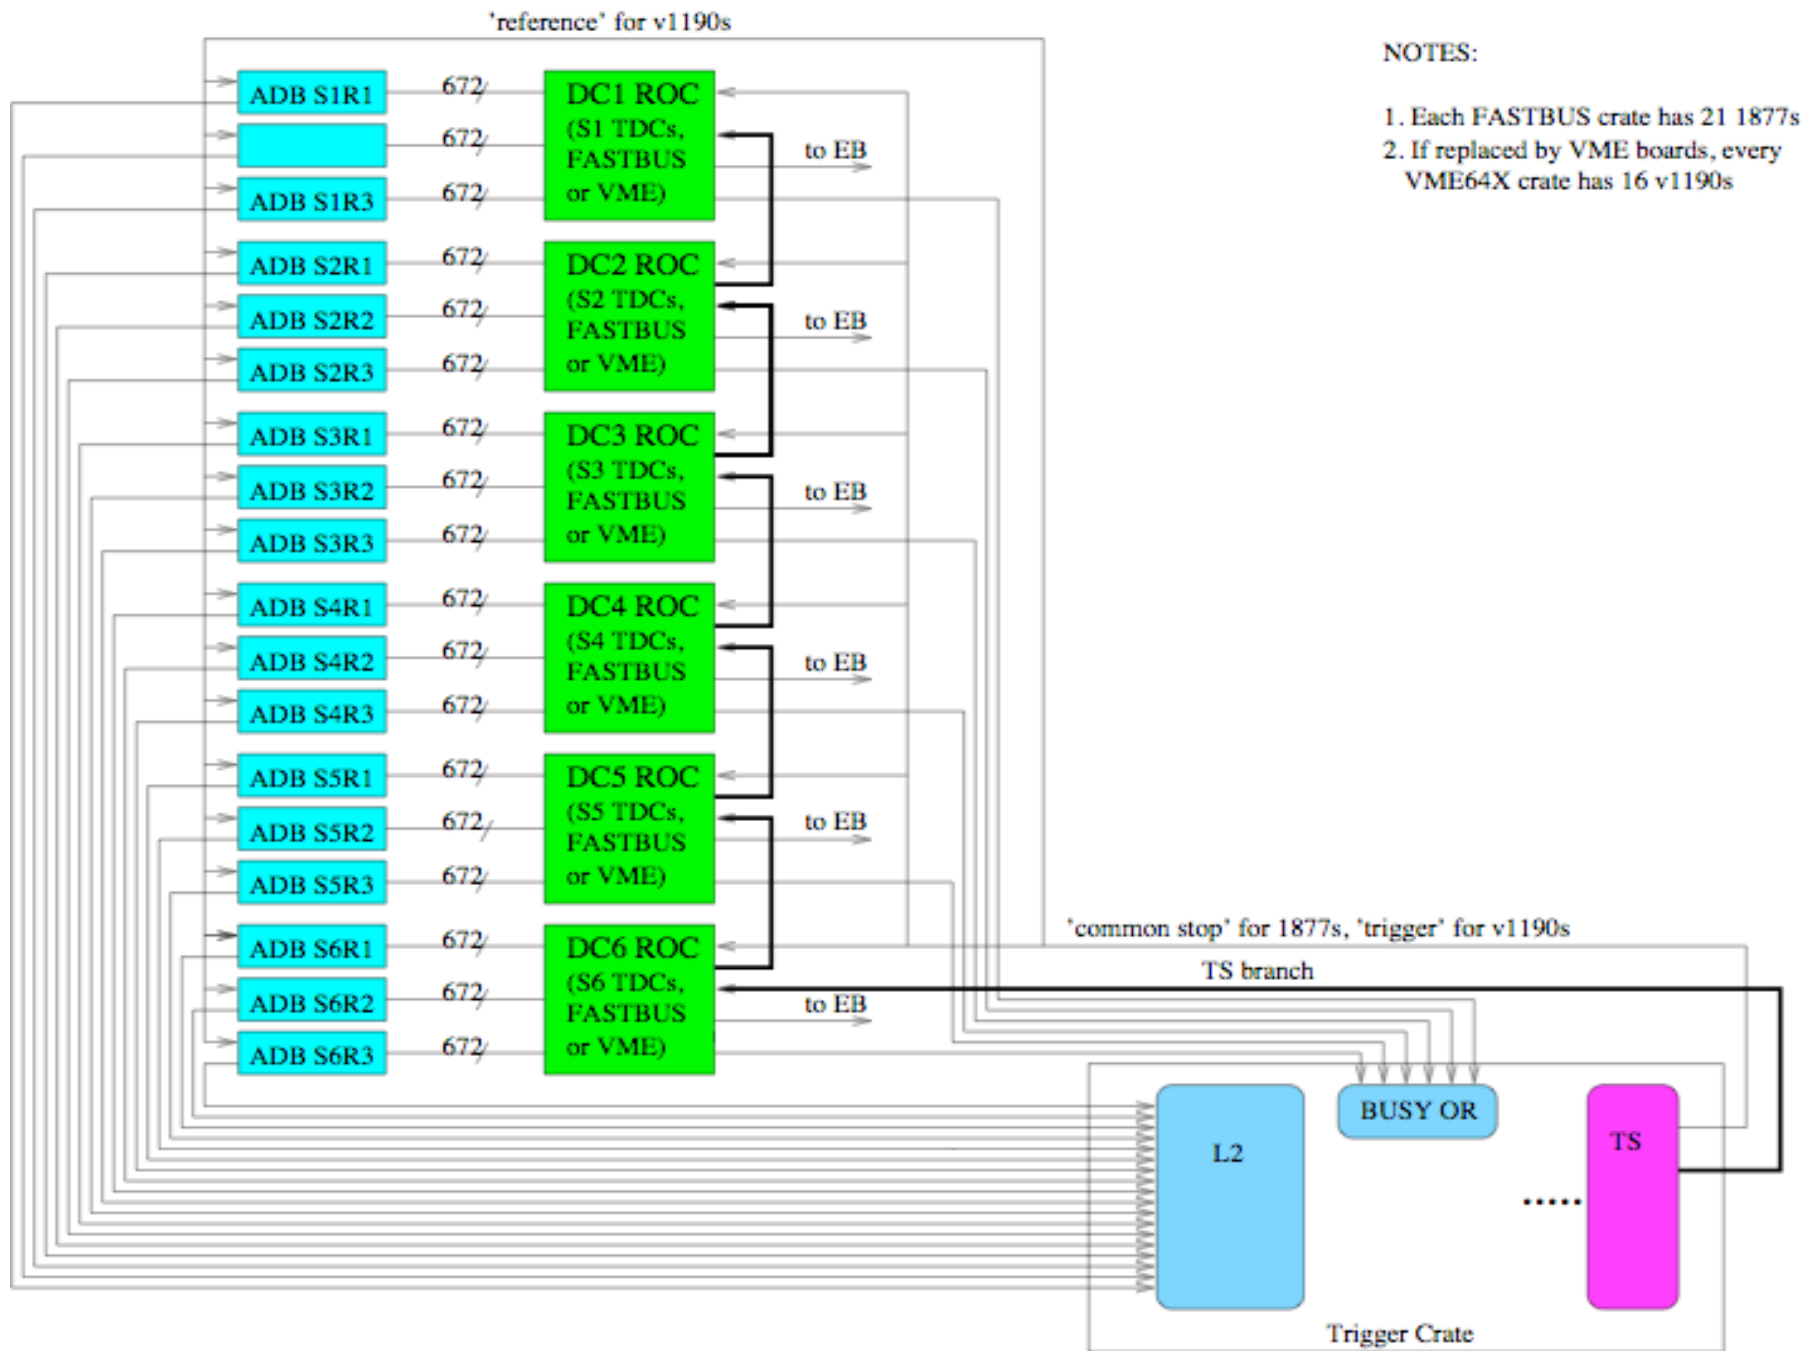 'reference' for v1190s
NOTES:
1. Each FASTBUS crate has 21 1877s
2. If replaced by VME boards, every
VME64X crate has 16 v1190s
ADB S1R1
672
DC1 ROC
(S1 TDCs,
FASTBUS
or VME)
672
to EB
ADB S1R3
672
ADB S2R1
672
DC2 ROC
(S2 TDCs,
FASTBUS
or VME)
ADB S2R2
672
to EB
ADB S2R3
672
ADB S3R1
672
DC3 ROC
(S3 TDCs,
FASTBUS
or VME)
ADB S3R2
672
to EB
ADB S3R3
672
ADB S4R1
672
DC4 ROC
(S4 TDCs,
FASTBUS
or VME)
ADB S4R2
672
to EB
ADB S4R3
672
ADB S5R1
672
DC5 ROC
(S5 TDCs,
FASTBUS
or VME)
ADB S5R2
672
to EB
ADB S5R3
672
ADB S6R1
672
DC6 ROC
(S6 TDCs,
FASTBUS
or VME)
ADB S6R2
672
to EB
ADB S6R3
672
'common stop' for 1877s, 'trigger' for v1190s
TS branch
L2
BUSY OR
.....
TS
Trigger Crate